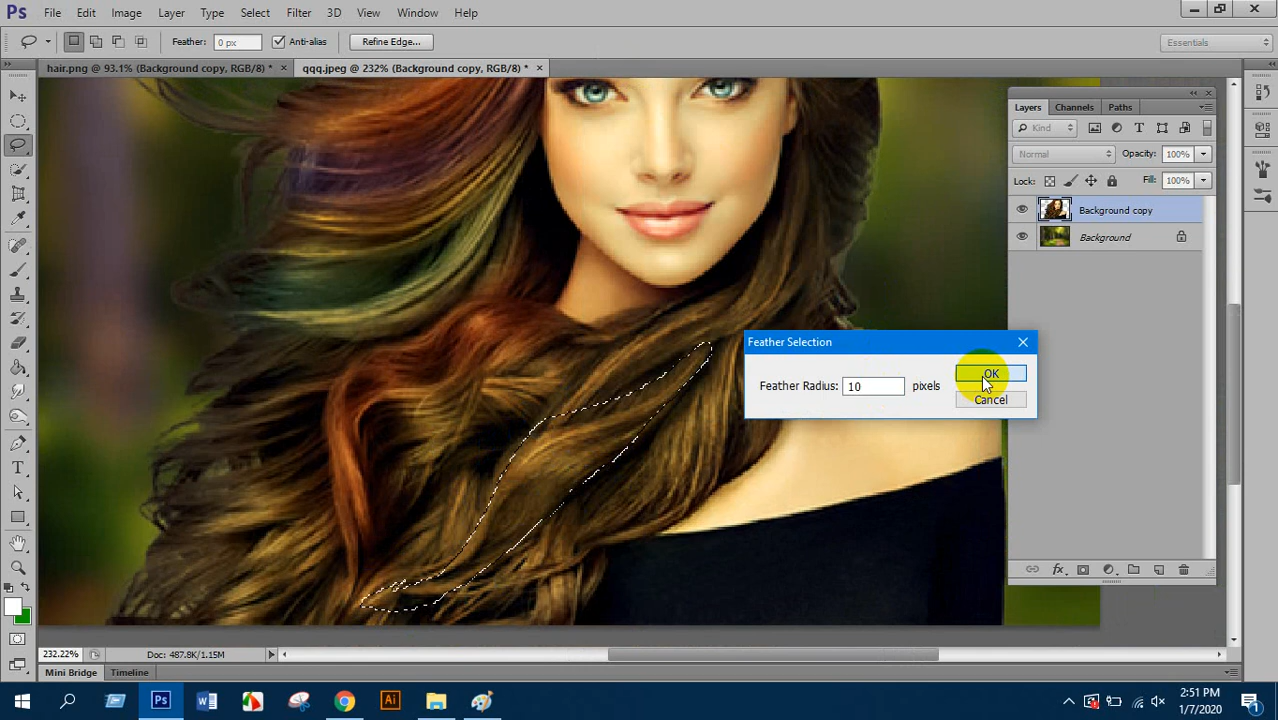 Ps File Edit Image Layer Type Select Filter 3D View Window Help
Feather: 0 px Anti-alias Refine Edge... Essentials
hair.png @ 93.1% (Background copy, RGB/8) * × qqq.jpeg @ 232% (Background copy, RGB/8) * ×
Layers Channels Paths
Kind
Normal Opacity: 100%
Lock: Fill: 100%
Background copy
Background
Feather Selection
Feather Radius: 10 pixels
OK
Cancel
232.22% Doc: 487.8K/1.15M
Mini Bridge Timeline
2:51 PM
1/7/2020